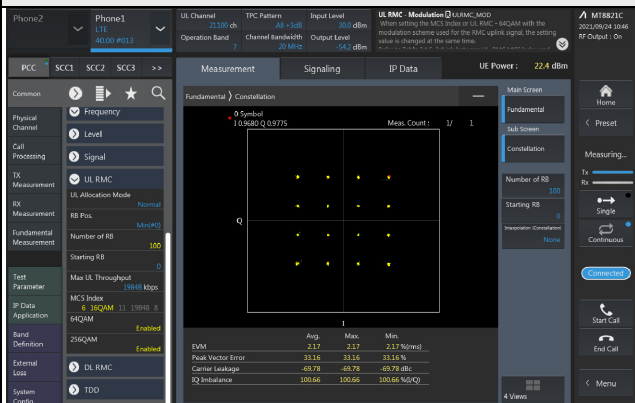 Phone2
Phone1
LTE
40.00 #013
UL Channel
21100 ch
Operation Band
7
TPC Pattern
All +3dB
Channel Bandwidth
20 MHz
Input Level
30.0 dBm
Output Level
-54.2 dBm
UL RMC - Modulation UULRMC_MOD
When setting the MCS Index or UL RMC - 64QAM with the
modulation scheme used for the RMC uplink signal, the setting
value is changed at the same time.
MT8821C
2021/09/24 10:46
RF Output : On
PCC
SCC1
SCC2
SCC3
>>
Measurement
Signaling
IP Data
UE Power : 22.4 dBm
Common
Physical
Channel
Call
Processing
TX
Measurement
RX
Measurement
Fundamental
Measurement
Test
Parameter
IP Data
Application
Band
Definition
External
Loss
System
Config
Frequency
Level
Signal
UL RMC
UL Allocation Mode
Normal
RB Pos.
Min(#0)
Number of RB
100
Starting RB
0
Max UL Throughput
19848 kbps
MCS Index
6 16QAM 11 19848 8
64QAM
Enabled
256QAM
Enabled
DL RMC
TDD
Fundamental Constellation
0 Symbol
I 0.9680 Q 0.9775
Meas. Count : 1/ 1
Q
I
Avg. Max. Min.
EVM 2.17 2.17 2.17 %(rms)
Peak Vector Error 33.16 33.16 33.16 %
Carrier Leakage -69.78 -69.78 -69.78 dBc
IQ Imbalance 100.66 100.66 100.66 %(I/Q)
Main Screen
Fundamental
Sub Screen
Constellation
Number of RB
100
Starting RB
0
Interpolation (Constellation)
None
4 Views
Home
Preset
Measuring...
Tx
Rx
Single
Continuous
Connected
Start Call
End Call
Menu